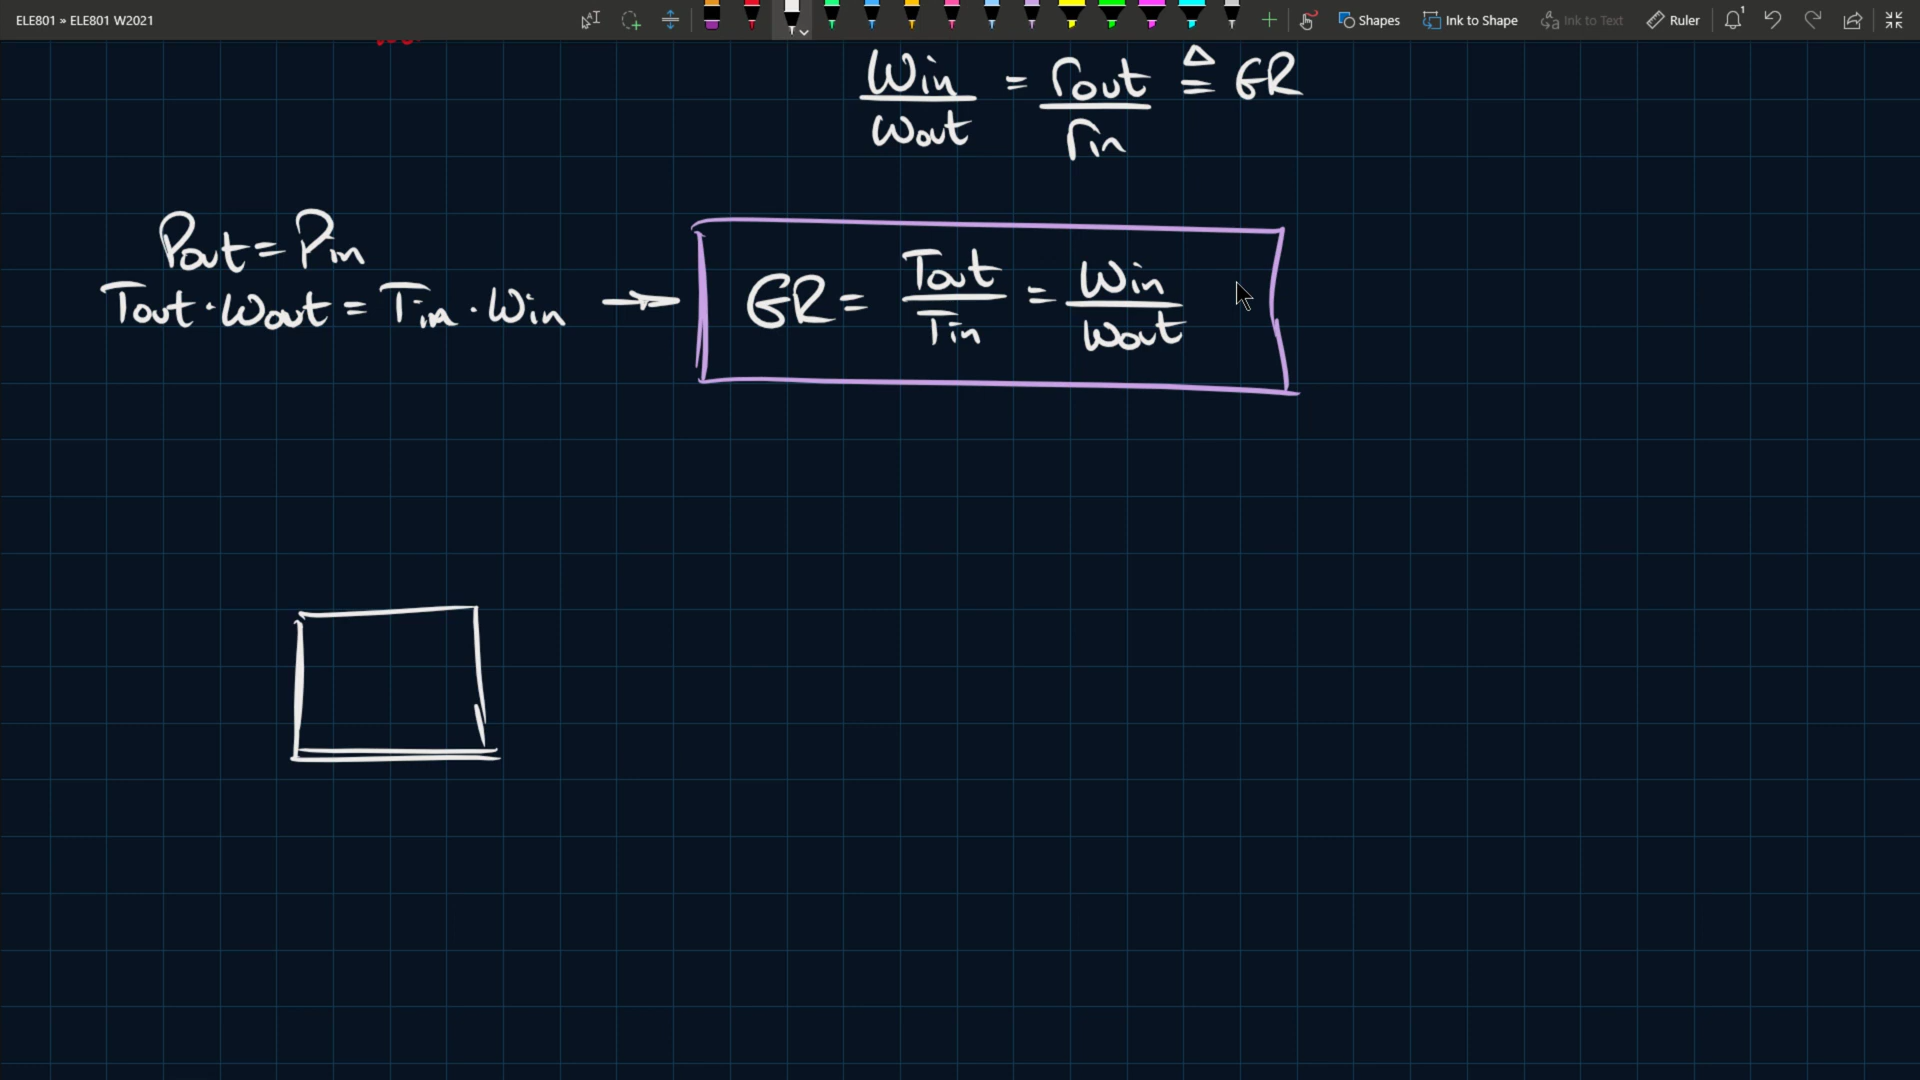 ELE801 » ELE801 W2021
Shapes
Ink to Shape
Ink to Text
Ruler
1
Win/Wout = rout/rin ≜ GR
Pout = Pin
Tout · Wout = Tin · Win → GR = Tout/Tin = Win/Wout